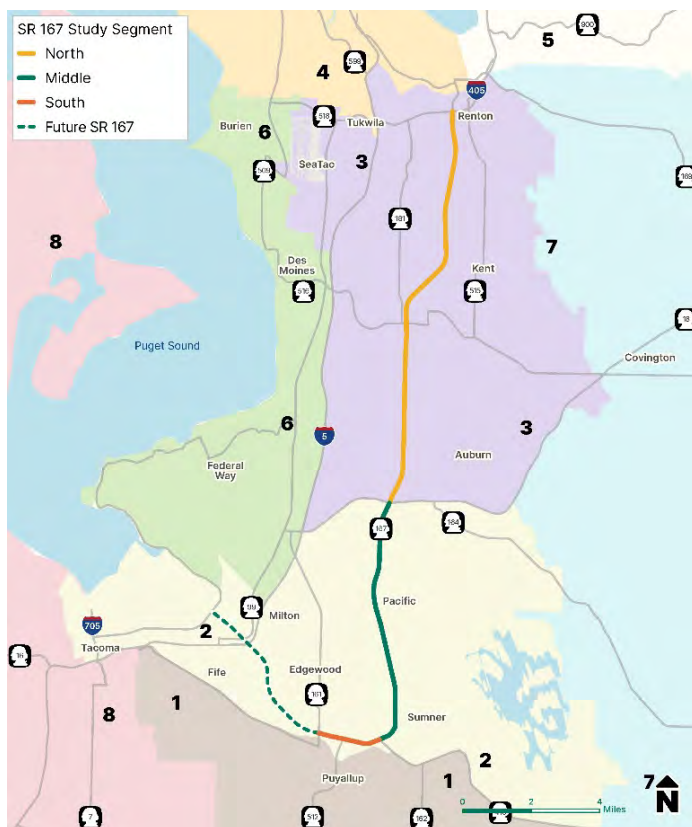 SR 167 Study Segment
North
Middle
South
Future SR 167
5
900
4
599
405
Burien
6
518
Tukwila
Renton
SeaTac
3
509
169
181
8
7
Des
Moines
Kent
516
515
18
Puget Sound
Covington
6
5
3
Auburn
Federal
Way
167
164
Pacific
99
Milton
705
2
Tacoma
16
Fife
Edgewood
161
1
8
Sumner
2
Puyallup
1
7
N
0 2 4
Miles
7
512
162